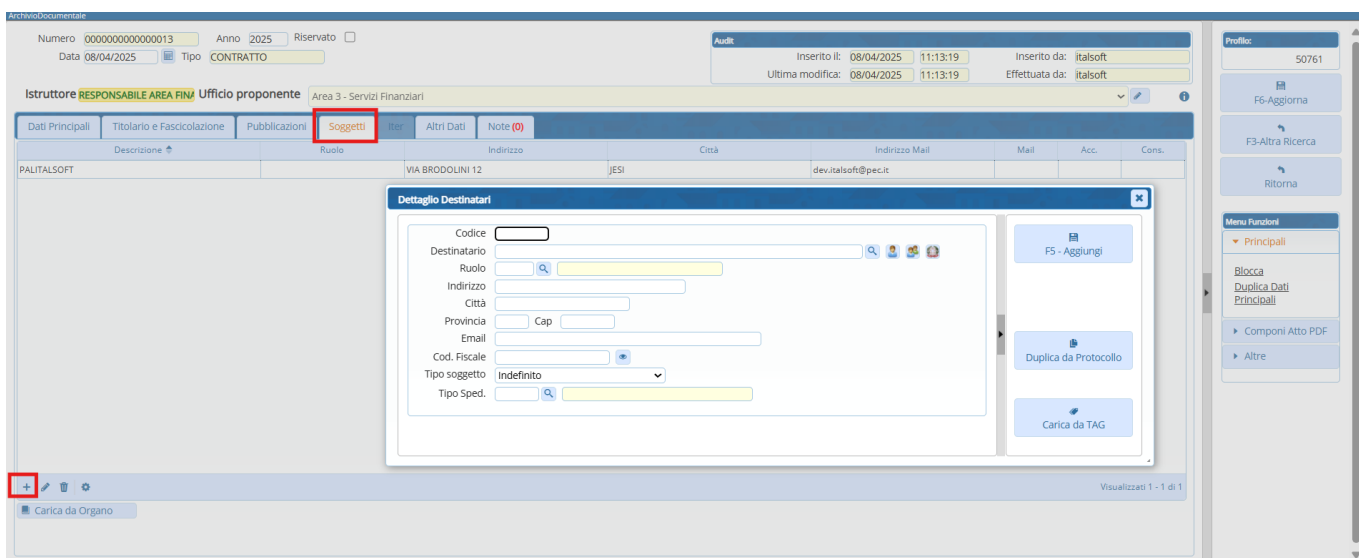 ArchivioDocumentale
Numero 0000000000000013 Anno 2025 Riservato
Data 08/04/2025 Tipo CONTRATTO
Audit
Inserito il: 08/04/2025 11:13:19 Inserito da: italsoft
Ultima modifica: 08/04/2025 11:13:19 Effettuata da: italsoft
Istruttore RESPONSABILE AREA FINA Ufficio proponente Area 3 - Servizi Finanziari
Dati Principali Titolario e Fascicolazione Pubblicazioni Soggetti Iter Altri Dati Note (0)
Descrizione Ruolo Indirizzo Città Indirizzo Mail Mail Acc. Cons.
PALITALSOFT VIA BRODOLINI 12 JESI dev.italsoft@pec.it
Dettaglio Destinatari
Codice
Destinatario
Ruolo
Indirizzo
Città
Provincia Cap
Email
Cod. Fiscale
Tipo soggetto Indefinito
Tipo Sped.
F5 - Aggiungi
Duplica da Protocollo
Carica da TAG
Visualizzati 1 - 1 di 1
Carica da Organo
Profilo:
50761
F6-Aggiorna
F3-Altra Ricerca
Ritorna
Menu Funzioni
Principali
Blocca
Duplica Dati
Principali
Componi Atto PDF
Altre